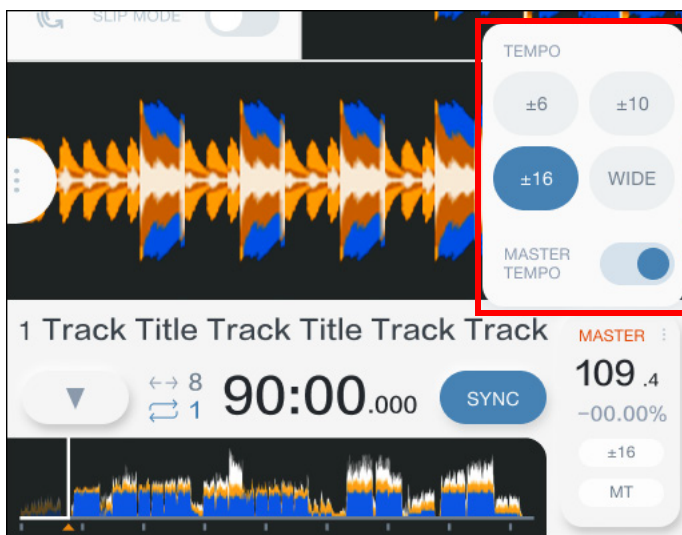 SLIP MODE
TEMPO
±6 ±10
±16 WIDE
MASTER
TEMPO
1 Track Title Track Title Track Track
MASTER
8
1
90:00.000
SYNC
109 .4
−00.00%
±16
MT